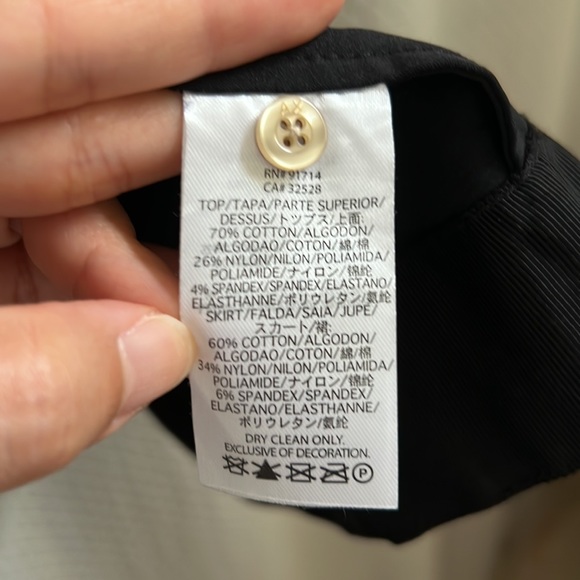 AX
RN# 91714
CA# 32528
TOP/TAPA/PARTE SUPERIOR/
DESSUS/トップス/上面:
70% COTTON/ALGODON/
ALGODAO/COTON/綿/棉
26% NYLON/NILON/POLIAMIDA/
POLIAMIDE/ナイロン/锦纶
4% SPANDEX/SPANDEX/ELASTANO/
ELASTHANNE/ポリウレタン/氨纶
SKIRT/FALDA/SAIA/JUPE/
スカート/裙:
60% COTTON/ALGODON/
ALGODAO/COTON/綿/棉
34% NYLON/NILON/POLIAMIDA/
POLIAMIDE/ナイロン/锦纶
6% SPANDEX/SPANDEX/
ELASTANO/ELASTHANNE/
ポリウレタン/氨纶
DRY CLEAN ONLY.
EXCLUSIVE OF DECORATION.
P